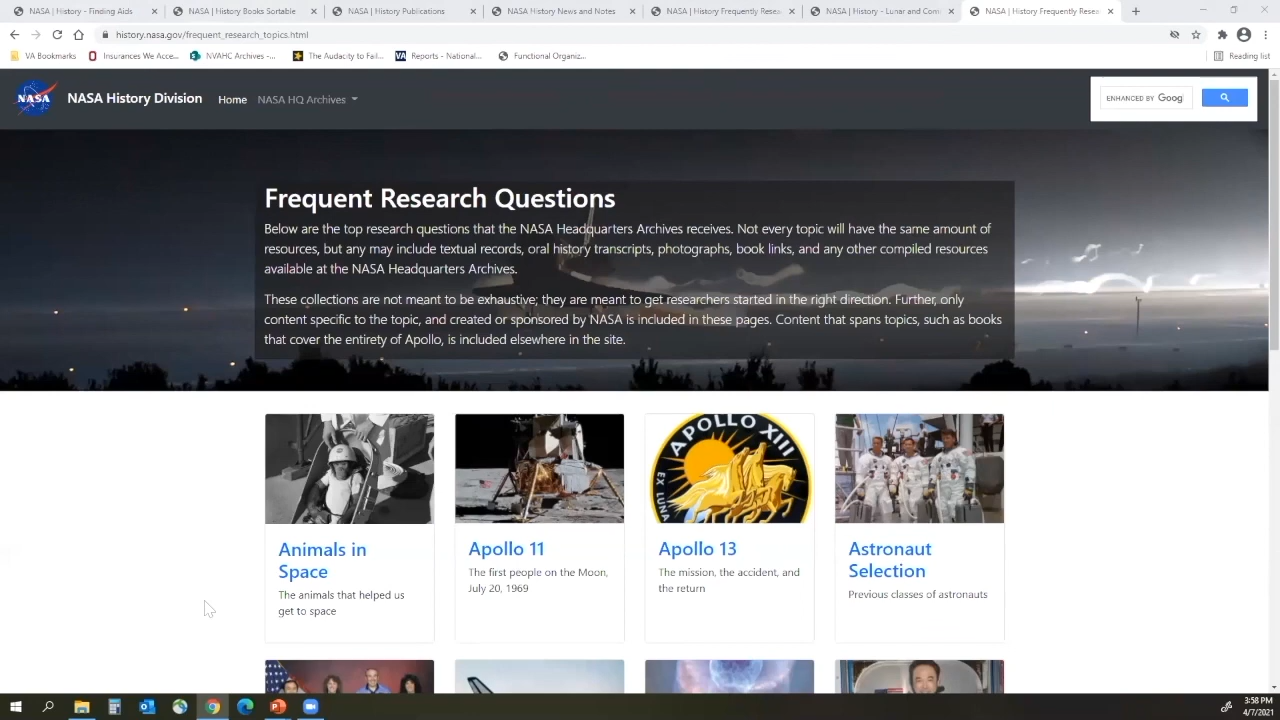 NASA | History - Finding Aids
NASA | History Books Sortable
NASA | History Publications
NASA History News and Notes
NASA | History Frequently Resea
NASA | History - Lunar and Com
NASA | History Frequently Resea
history.nasa.gov/frequent_research_topics.html
VA Bookmarks
Insurances We Acce...
NVAHC Archives -...
The Audacity to Fail...
VA
Reports - National...
Functional Organiz...
Reading list
NASA
NASA History Division
Home
NASA HQ Archives
ENHANCED BY Googl
Frequent Research Questions
Below are the top research questions that the NASA Headquarters Archives receives. Not every topic will have the same amount of
resources, but any may include textual records, oral history transcripts, photographs, book links, and any other compiled resources
available at the NASA Headquarters Archives.
These collections are not meant to be exhaustive; they are meant to get researchers started in the right direction. Further, only
content specific to the topic, and created or sponsored by NASA is included in these pages. Content that spans topics, such as books
that cover the entirety of Apollo, is included elsewhere in the site.
APOLLO XIII
EX LUNA
Animals in
Space
The animals that helped us
get to space
Apollo 11
The first people on the Moon,
July 20, 1969
Apollo 13
The mission, the accident, and
the return
Astronaut
Selection
Previous classes of astronauts
3:58 PM
4/7/2021